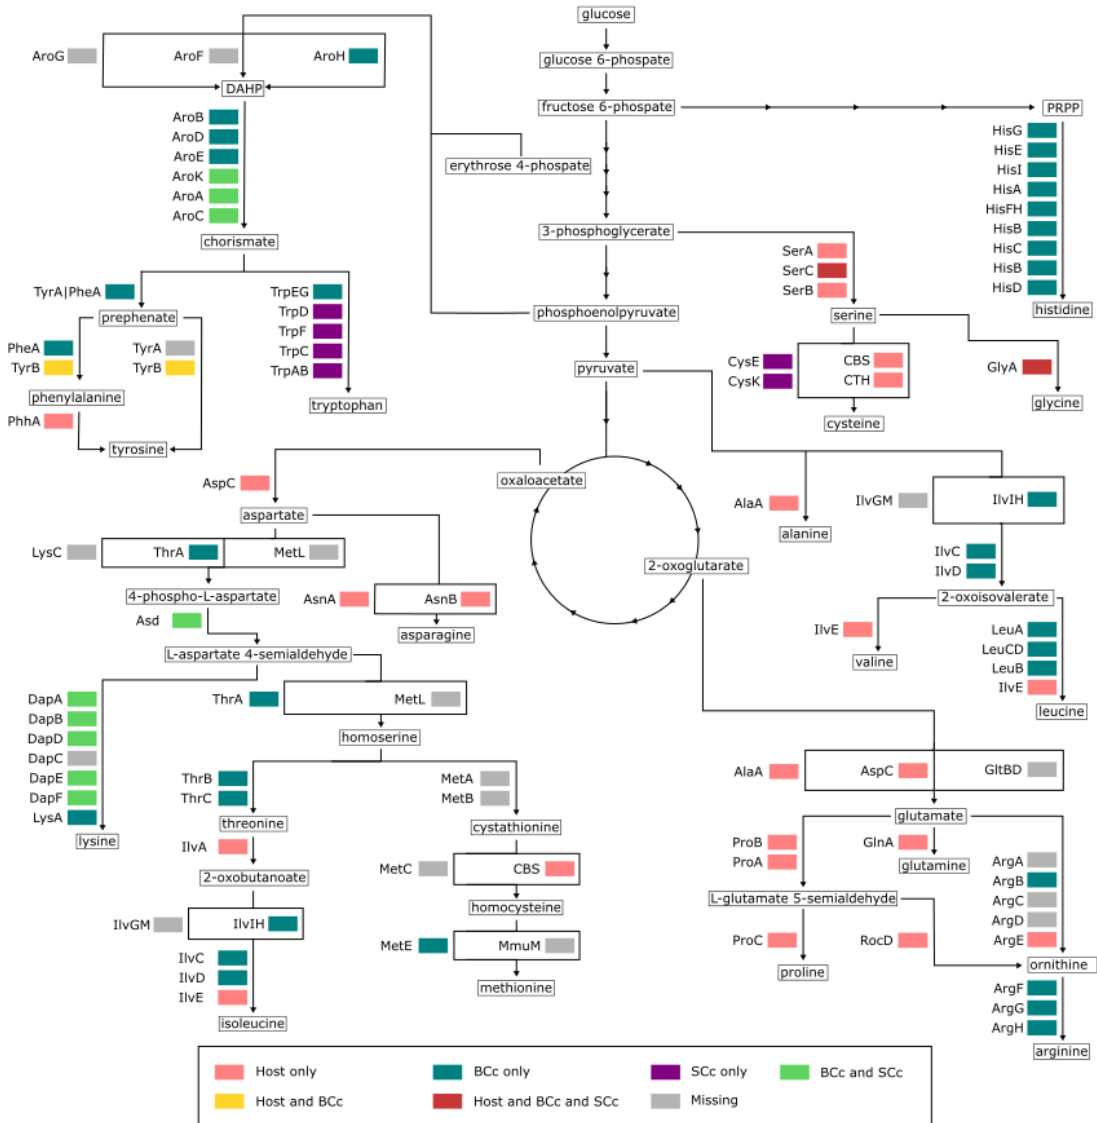 glucose
glucose 6-phospate
fructose 6-phospate
PRPP
AroG
AroF
AroH
DAHP
AroB
AroD
AroE
AroK
AroA
AroC
chorismate
erythrose 4-phospate
HisG
HisE
HisI
HisA
HisFH
HisB
HisC
HisB
HisD
histidine
3-phosphoglycerate
SerA
SerC
SerB
serine
TyrA|PheA
prephenate
TrpEG
TrpD
TrpF
TrpC
TrpAB
tryptophan
PheA
TyrB
TyrA
TyrB
phenylalanine
PhhA
tyrosine
phosphoenolpyruvate
pyruvate
CysE
CysK
CBS
CTH
cysteine
GlyA
glycine
AspC
oxaloacetate
aspartate
LysC
ThrA
MetL
4-phospho-L-aspartate
Asd
AsnA
AsnB
asparagine
L-aspartate 4-semialdehyde
2-oxoglutarate
AlaA
alanine
IlvGM
IlvIH
IlvC
IlvD
2-oxoisovalerate
IlvE
valine
LeuA
LeuCD
LeuB
IlvE
leucine
DapA
DapB
DapD
DapC
DapE
DapF
LysA
lysine
ThrA
MetL
homoserine
ThrB
ThrC
threonine
IlvA
2-oxobutanoate
IlvGM
IlvIH
IlvC
IlvD
IlvE
isoleucine
MetA
MetB
cystathionine
MetC
CBS
homocysteine
MetE
MmuM
methionine
AlaA
AspC
GltBD
glutamate
ProB
ProA
GlnA
glutamine
L-glutamate 5-semialdehyde
ProC
RocD
proline
ArgA
ArgB
ArgC
ArgD
ArgE
ornithine
ArgF
ArgG
ArgH
arginine
Host only
BCc only
SCc only
BCc and SCc
Host and BCc
Host and BCc and SCc
Missing